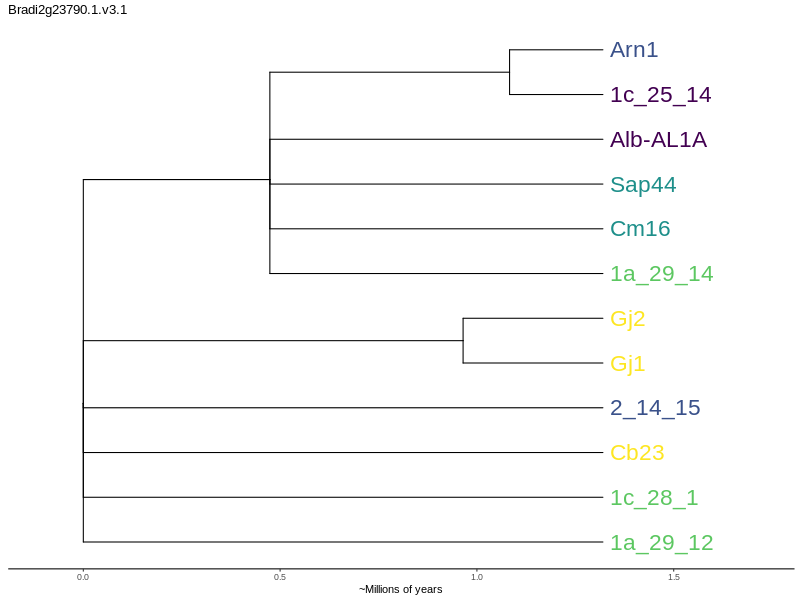 Bradi2g23790.1.v3.1
Arn1
1c_25_14
Alb-AL1A
Sap44
Cm16
1a_29_14
Gj2
Gj1
2_14_15
Cb23
1c_28_1
1a_29_12
0.0 0.5 1.0 1.5
~Millions of years